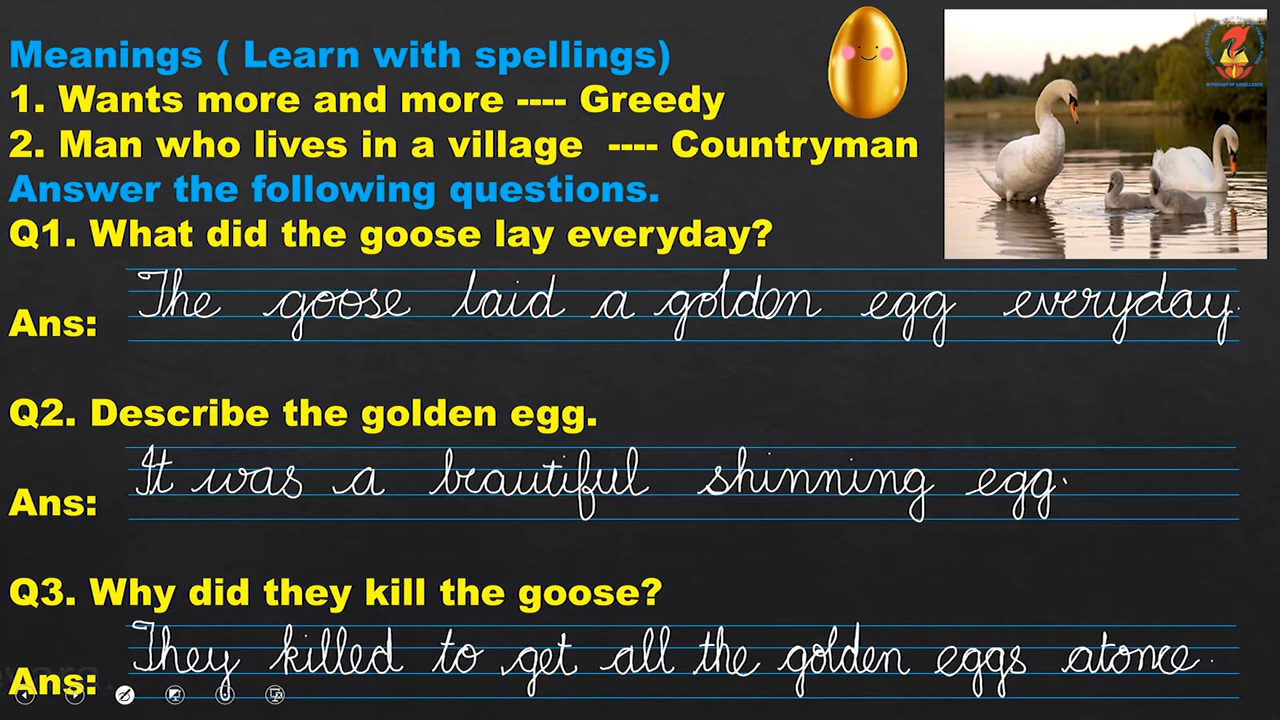 Meanings ( Learn with spellings)
1. Wants more and more ---- Greedy
2. Man who lives in a village ---- Countryman
Answer the following questions.
Q1. What did the goose lay everyday?
Ans: The goose laid a golden egg everyday.
Q2. Describe the golden egg.
Ans: It was a beautiful shinning egg.
Q3. Why did they kill the goose?
Ans: They killed to get all the golden eggs atonce.